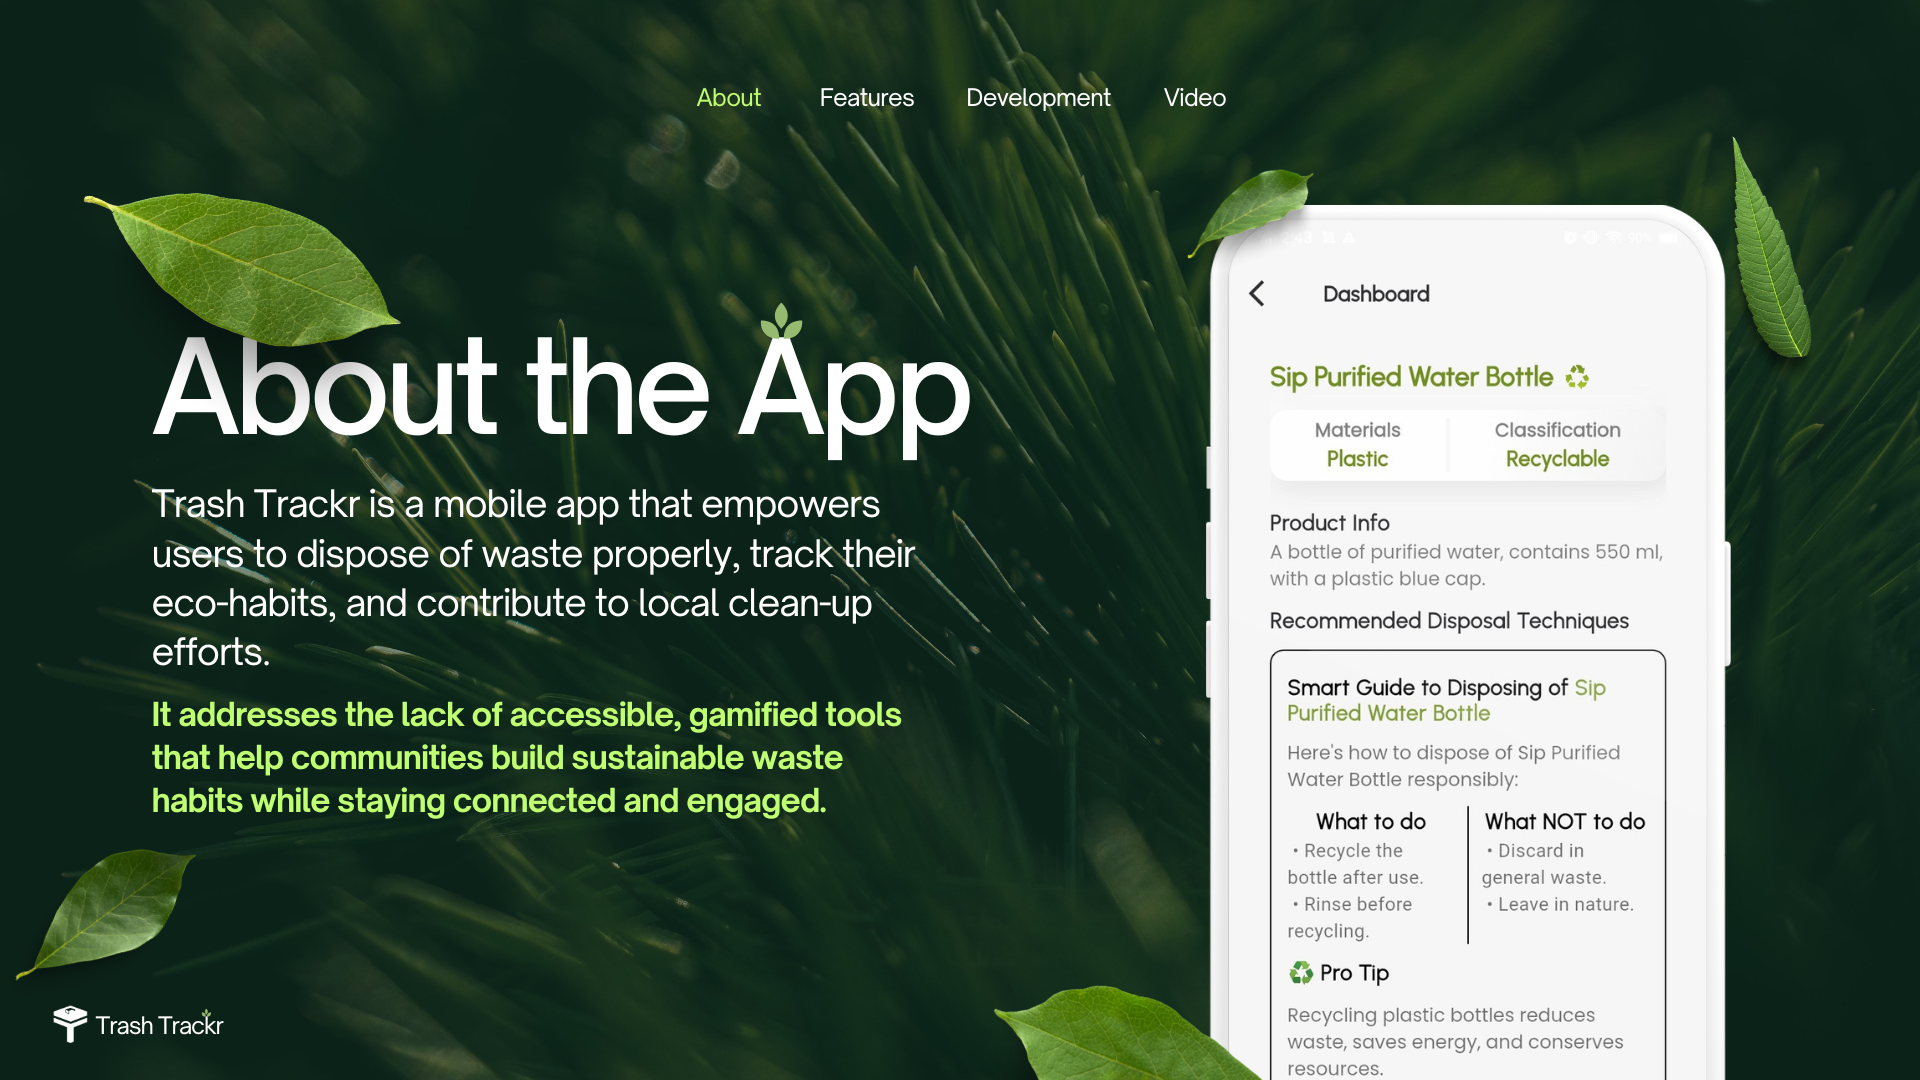 About Features Development Video
About the App
Trash Trackr is a mobile app that empowers
users to dispose of waste properly, track their
eco-habits, and contribute to local clean-up
efforts.
It addresses the lack of accessible, gamified tools
that help communities build sustainable waste
habits while staying connected and engaged.
Trash Trackr
Dashboard
Sip Purified Water Bottle
Materials
Plastic
Classification
Recyclable
Product Info
A bottle of purified water, contains 550 ml,
with a plastic blue cap.
Recommended Disposal Techniques
Smart Guide to Disposing of Sip
Purified Water Bottle
Here's how to dispose of Sip Purified
Water Bottle responsibly:
What to do
• Recycle the
bottle after use.
• Rinse before
recycling.
What NOT to do
• Discard in
general waste.
• Leave in nature.
Pro Tip
Recycling plastic bottles reduces
waste, saves energy, and conserves
resources.